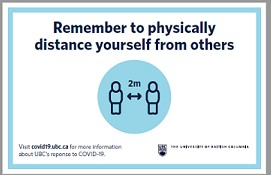 Remember to physically
distance yourself from others
2m
Visit covid19.ubc.ca for more information
about UBC's reponse to COVID-19.
THE UNIVERSITY OF BRITISH COLUMBIA